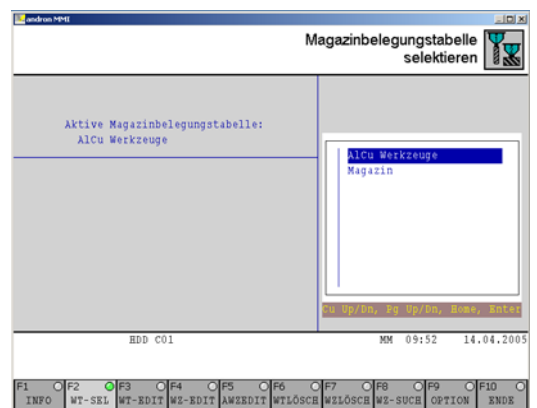 andron MMI
Magazinbelegungstabelle
selektieren
Aktive Magazinbelegungstabelle:
AlCu Werkzeuge
AlCu Werkzeuge
Magazin
Cu Up/Dn, Pg Up/Dn, Home, Enter
HDD C01 MM 09:52 14.04.2005
F1 F2 F3 F4 F5 F6 F7 F8 F9 F10
INFO WT-SEL WT-EDIT WZ-EDIT AWZEDIT WTLÖSCH WZLÖSCH WZ-SUCH OPTION ENDE